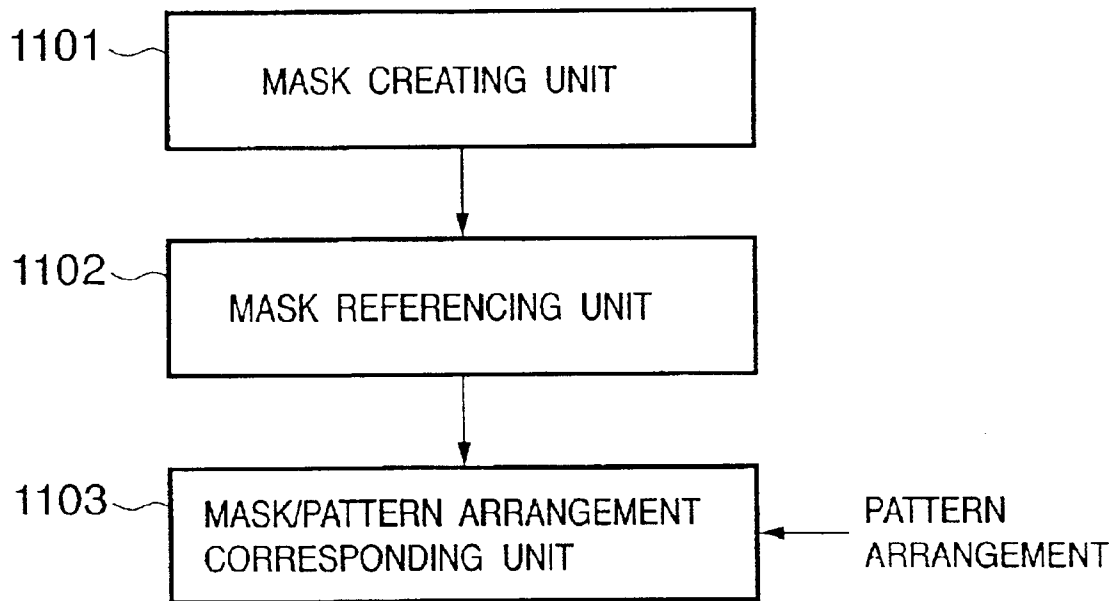 1101
MASK CREATING UNIT
1102
MASK REFERENCING UNIT
1103
MASK/PATTERN ARRANGEMENT
CORRESPONDING UNIT
PATTERN
ARRANGEMENT